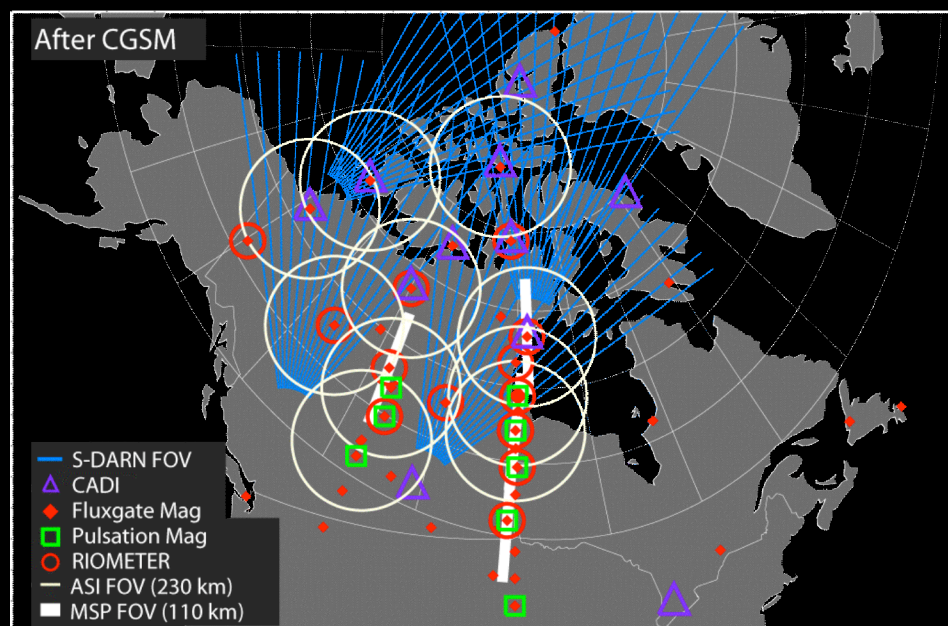 After CGSM
S-DARN FOV
CADI
Fluxgate Mag
Pulsation Mag
RIOMETER
ASI FOV (230 km)
MSP FOV (110 km)